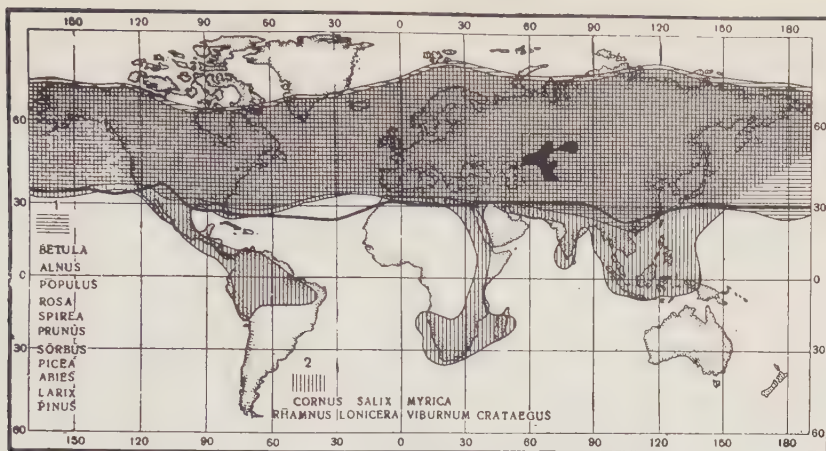 150 120 90 60 30 0 30 60 90 120 150 180
60 60
30 30
0 0
30 30
60 60
1
BETULA
ALNUS
POPULUS
ROSA
SPIREA
PRUNUS
SORBUS
PICEA
ABIES
LARIX
PINUS
2
CORNUS SALIX MYRICA
RHAMNUS LONICERA VIBURNUM CRATAEGUS
150 120 90 60 30 0 30 60 90 120 150 180